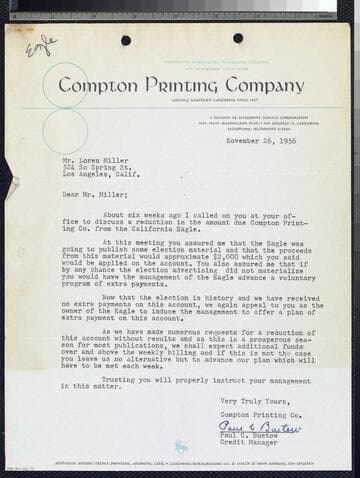 Eagle
Compton Printing Company
SERVING SOUTHERN CALIFORNIA SINCE 1927
A DIVISION OF ROTAPRINT SERVICE CORPORATION
November 26, 1956
Mr. Loren Miller
524 So Spring St.
Los Angeles, Calif.
Dear Mr. Miller;
About six weeks ago I called on you at your of-
fice to discuss a reduction in the amount due Compton Print-
ing Co. from the California Eagle.
At this meeting you assured me that the Eagle was
going to publish some election material and that the proceeds
from this material would approximate $2,000 which you said
would be applied on the account. You also assured me that if
by any chance the election advertising did not materialize
you would have the management of the Eagle advance a voluntary
program of extra payments.
Now that the election is history and we have received
no extra payments on this account, we again appeal to you as
the owner of the Eagle to induce the management to offer a plan of
extra payment on this account.
As we have made numerous requests for a reduction of
this account without results and as this is a prosperous sea-
son for most publications, we shall expect additional funds
over and above the weekly billing and if this is not the case
you leave us no alternative but to advance our plan which will
have to be met each week.
Trusting you will properly instruct your management
in this matter.
Very Truly Yours,
Compton Printing Co.
Paul C Buetow
Paul C. Buetow
Credit Manager